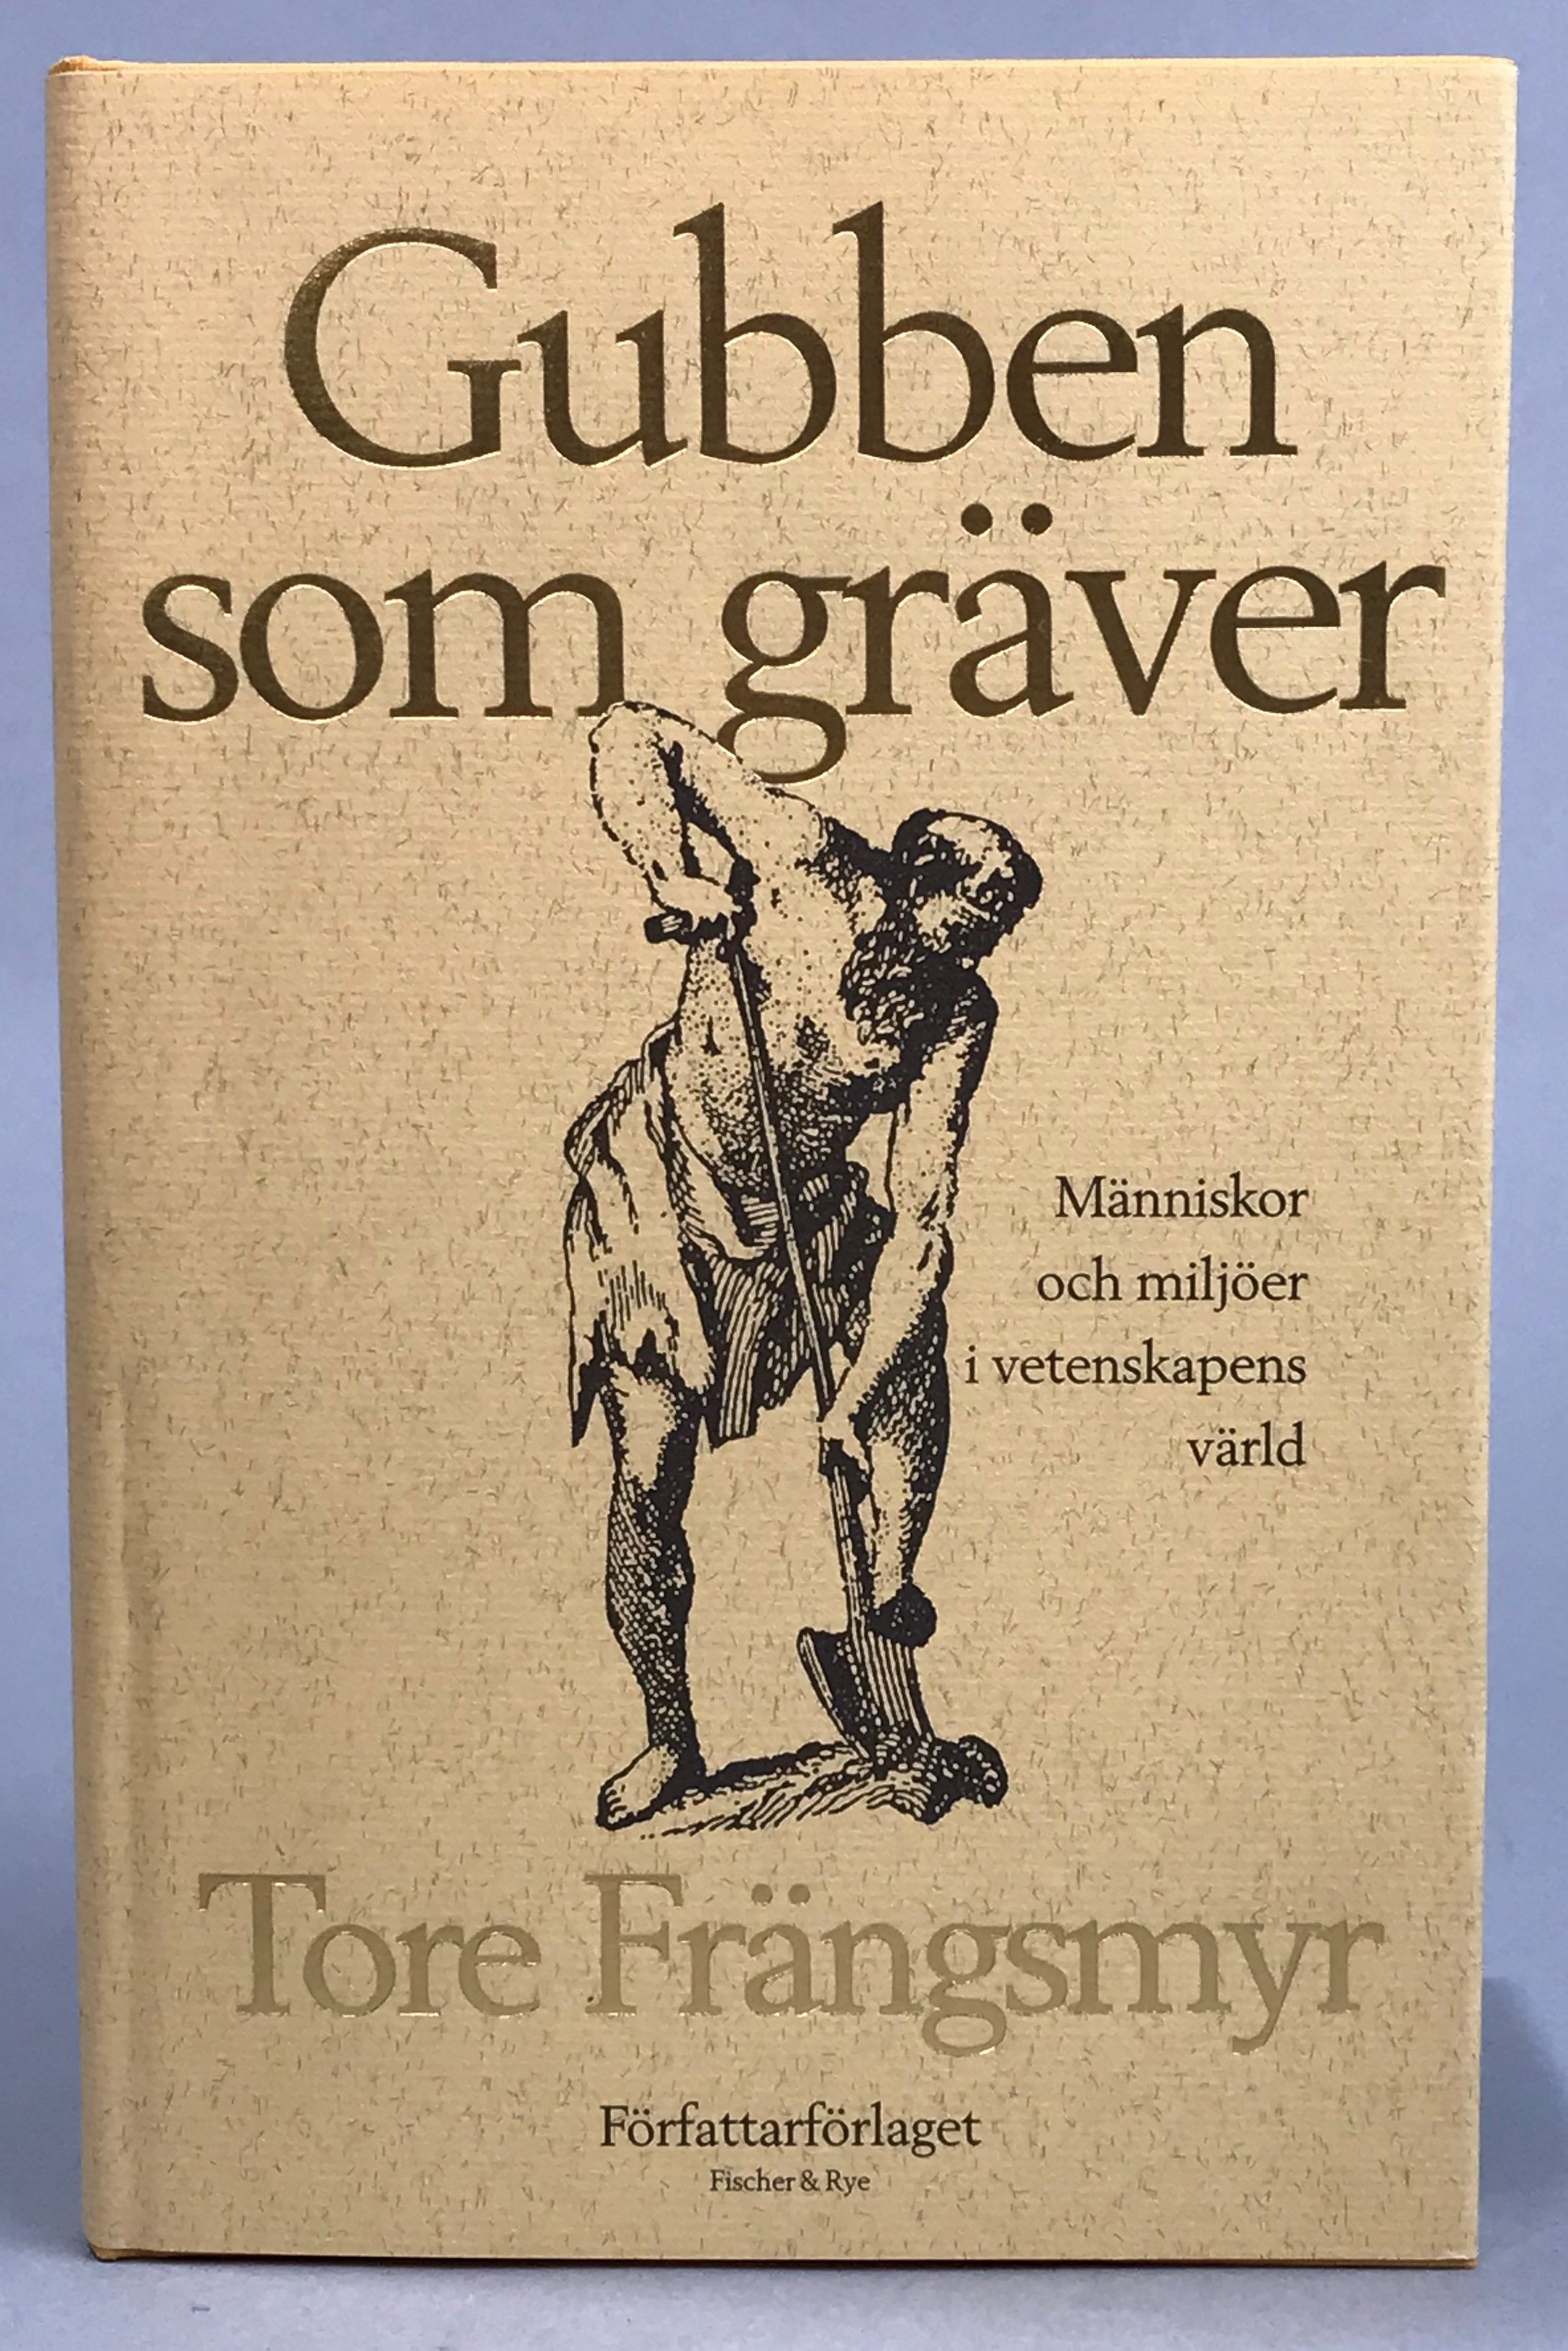 Gubben
som gräver
Människor
och miljöer
i vetenskapens
värld
Tore Frängsmyr
Författarförlaget
Fischer & Rye